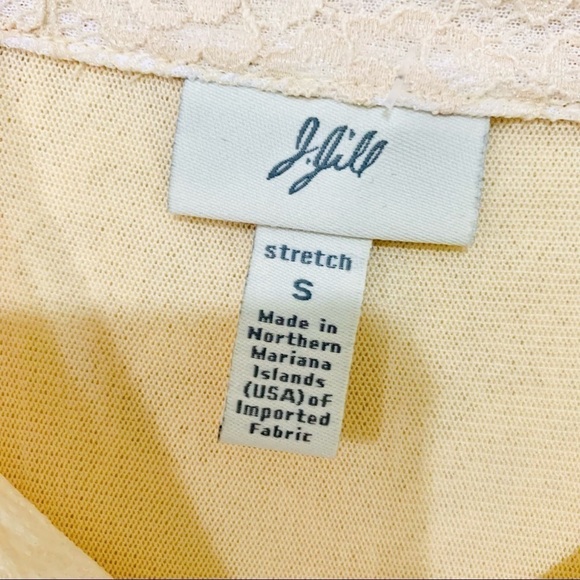 J.Jill
stretch
S
Made in
Northern
Mariana
Islands
(USA) of
Imported
Fabric